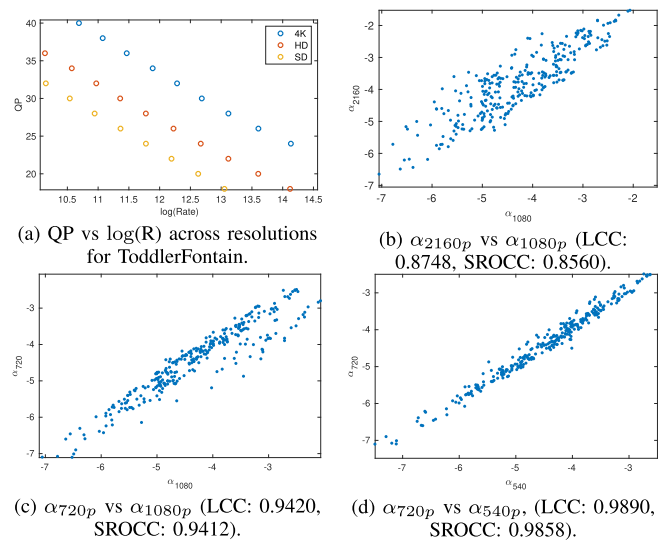 40
35
30
25
20
QP
4K
HD
SD
10.5 11 11.5 12 12.5 13 13.5 14 14.5
log(Rate)
(a) QP vs log(R) across resolutions
for ToddlerFontain.
-2
-3
-4
-5
-6
-7
α2160
-7 -6 -5 -4 -3 -2
α1080
(b) α2160p vs α1080p (LCC:
0.8748, SROCC: 0.8560).
-3
-4
-5
-6
-7
α720
-7 -6 -5 -4 -3
α1080
(c) α720p vs α1080p (LCC: 0.9420,
SROCC: 0.9412).
-3
-4
-5
-6
-7
α720
-7 -6 -5 -4 -3
α540
(d) α720p vs α540p, (LCC: 0.9890,
SROCC: 0.9858).